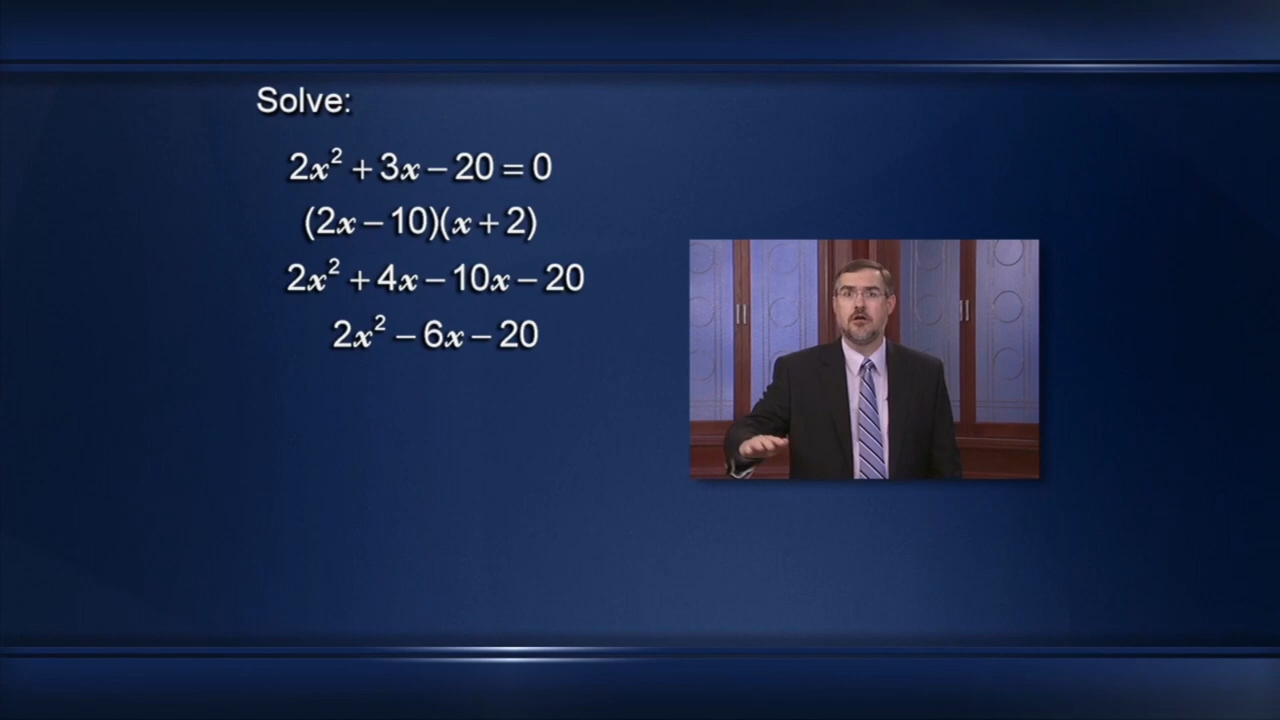 Solve:
2x² + 3x – 20 = 0
(2x – 10)(x + 2)
2x² + 4x – 10x – 20
2x² – 6x – 20